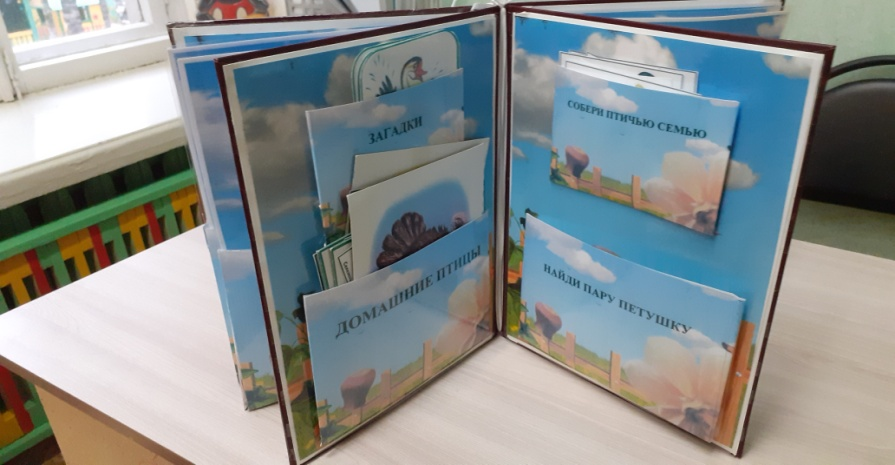 ЗАГАДКИ
ДОМАШНИЕ ПТИЦЫ
СОБЕРИ ПТИЧЬЮ СЕМЬЮ
НАЙДИ ПАРУ ПЕТУШКУ